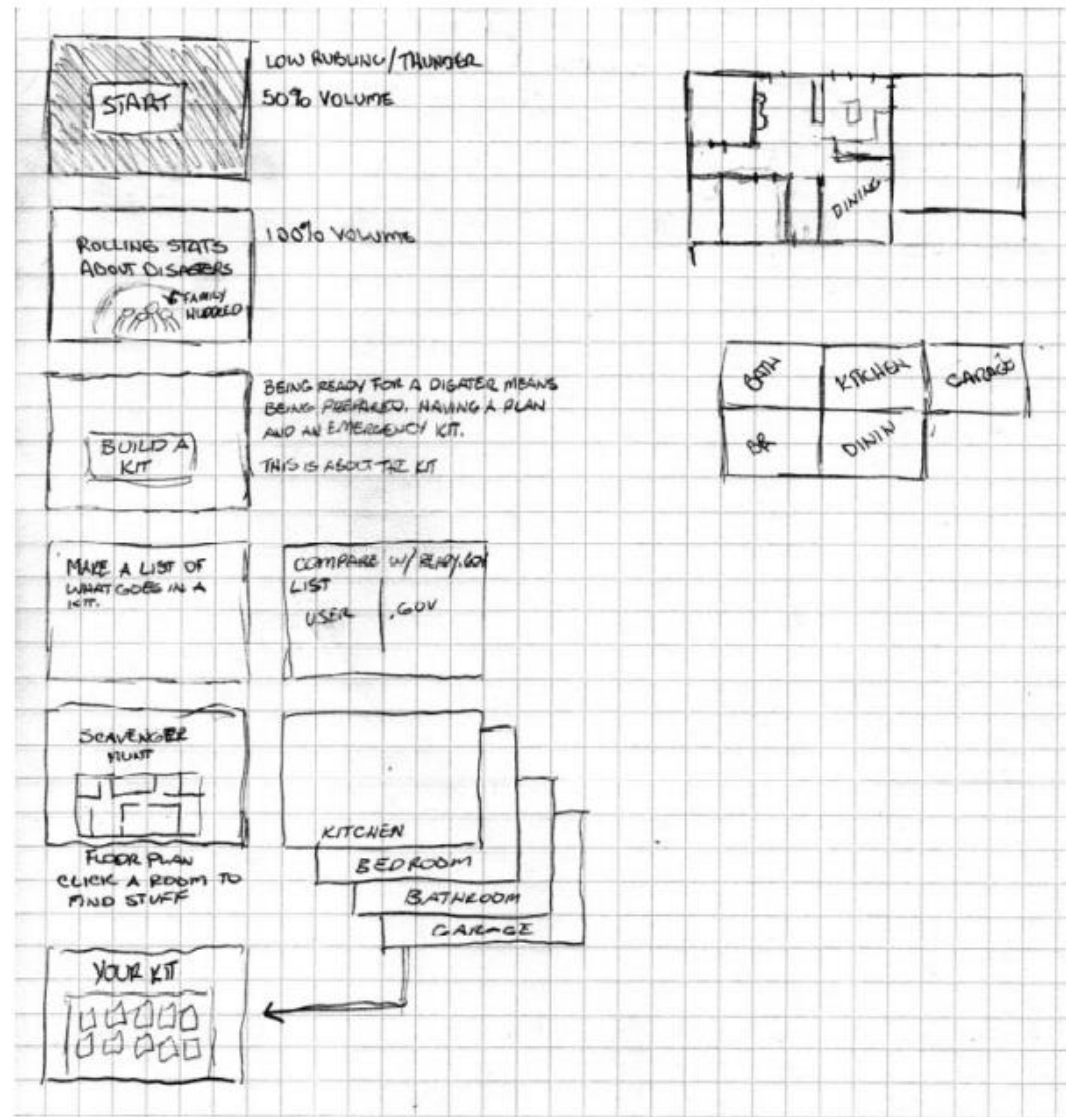 START
LOW RUBLING/THUNDER
50% VOLUME
ROLLING STATS
ABOUT DISASTERS
FAMILY
HUDDLED
100% VOLUME
BUILD A
KIT
BEING READY FOR A DISATER MEANS
BEING PREPARED, HAVING A PLAN
AND AN EMERGENCY KIT.
THIS IS ABOUT THE KIT
MAKE A LIST OF
WHAT GOES IN A
KIT.
COMPARE W/ READY.GOV
LIST
USER .GOV
SCAVENGER
HUNT
FLOOR PLAN
CLICK A ROOM TO
FIND STUFF
KITCHEN
BEDROOM
BATHROOM
GARAGE
YOUR KIT
DINING
BATH KITCHEN GARAGE
BR DININ